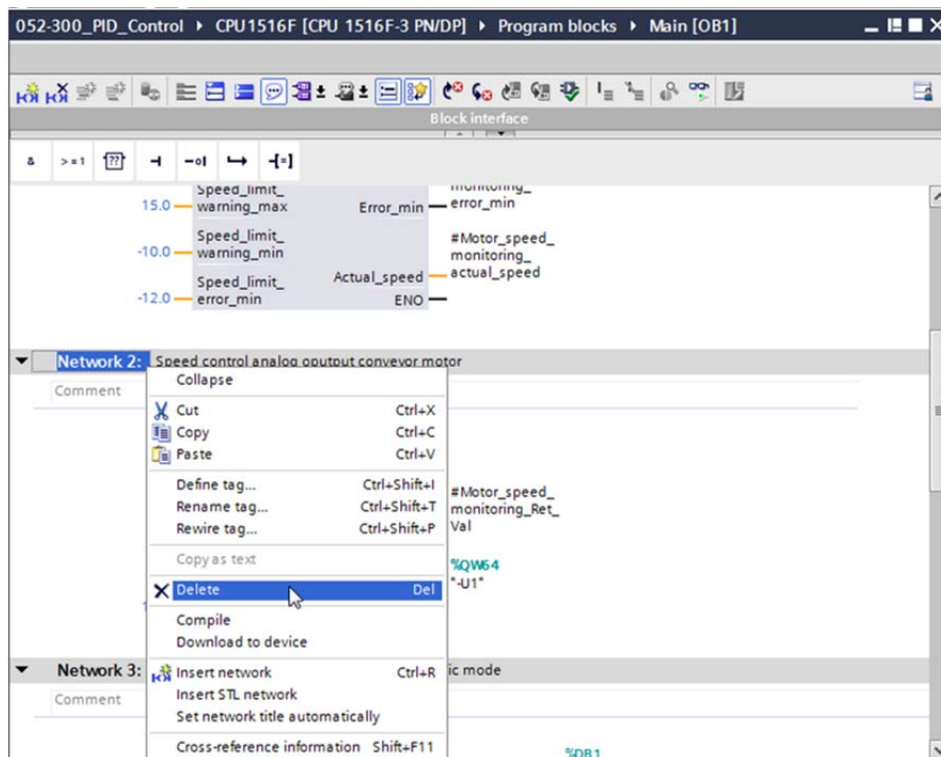 052-300_PID_Control ▸ CPU1516F [CPU 1516F-3 PN/DP] ▸ Program blocks ▸ Main [OB1]
Block interface
& >=1 ?? -o|
Speed_limit_
15.0 warning_max Error_min
monitoring_
error_min
Speed_limit_
-10.0 warning_min
#Motor_speed_
monitoring_
Actual_speed actual_speed
Speed_limit_
-12.0 error_min ENO
Network 2: Speed control analog oputput conveyor motor
Comment
Collapse
Cut Ctrl+X
Copy Ctrl+C
Paste Ctrl+V
Define tag... Ctrl+Shift+I
Rename tag... Ctrl+Shift+T
Rewire tag... Ctrl+Shift+P
Copy as text
Delete Del
Compile
Download to device
Insert network Ctrl+R
Insert STL network
Set network title automatically
Cross-reference information Shift+F11
#Motor_speed_
monitoring_Ret_
Val
%QW64
"-U1"
Network 3: ic mode
Comment
%DB1